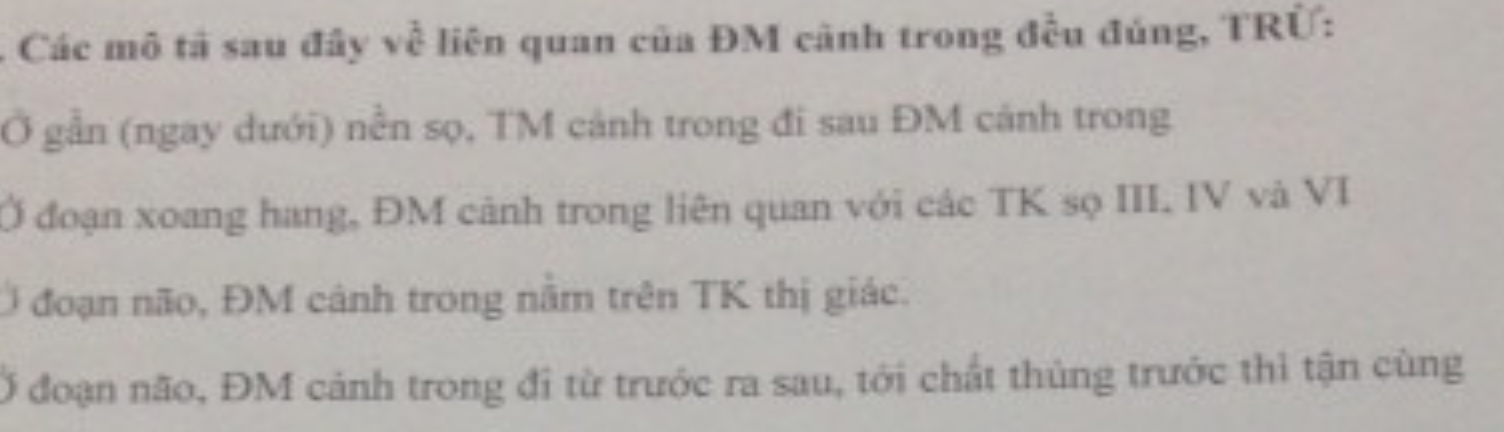 . Các mô tả sau đây về liên quan của ĐM cảnh trong đều đúng, TRỪ:
Ở gần (ngay dưới) nền sọ, TM cảnh trong đi sau ĐM cảnh trong
Ở đoạn xoang hang, ĐM cảnh trong liên quan với các TK sọ III, IV và VI
Ở đoạn não, ĐM cảnh trong nằm trên TK thị giác.
Ở đoạn não, ĐM cảnh trong đi từ trước ra sau, tới chất thủng trước thì tận cùng